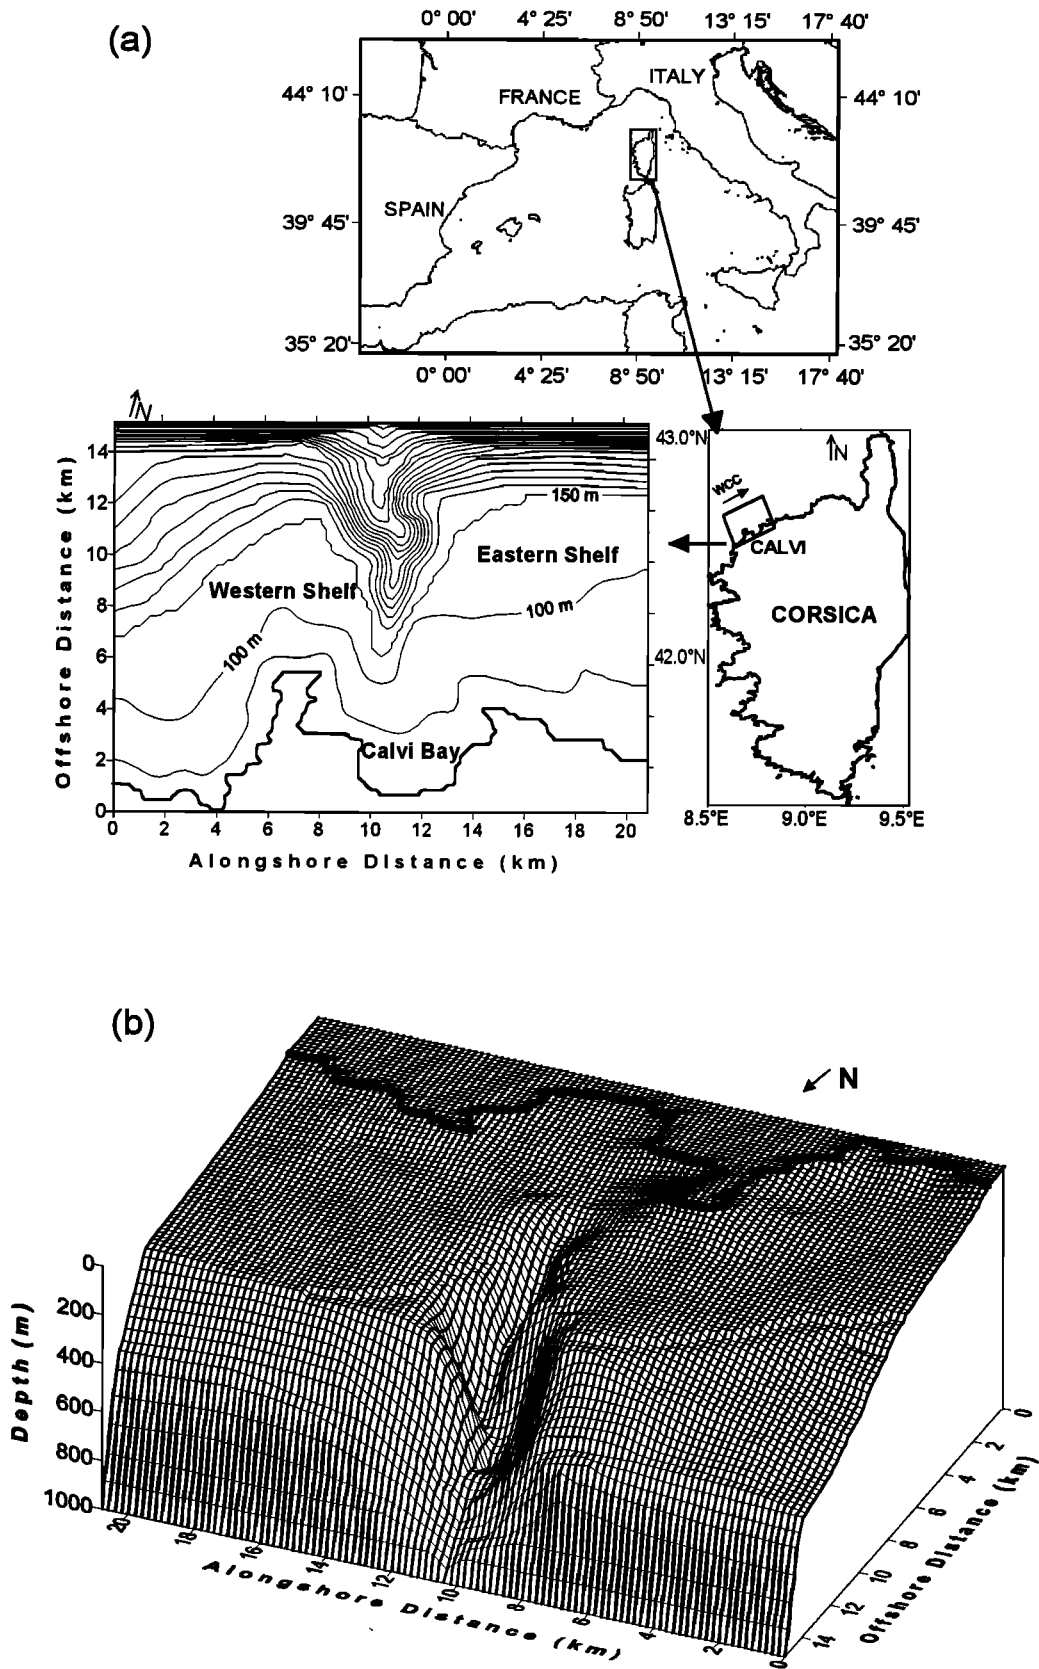 (a)
0° 00' 4° 25' 8° 50' 13° 15' 17° 40'
44° 10' FRANCE ITALY 44° 10'
SPAIN
39° 45' 39° 45'
35° 20' 35° 20'
0° 00' 4° 25' 8° 50' 13° 15' 17° 40'
N
14
12
10
8
6
4
2
0
Offshore Distance (km)
150 m
Eastern Shelf
Western Shelf
100 m
100 m
Calvi Bay
0 2 4 6 8 10 12 14 16 18 20
Alongshore Distance (km)
43.0°N
N
WCC
CALVI
CORSICA
42.0°N
8.5°E 9.0°E 9.5°E
(b)
N
0
200
400
600
800
1000
Depth (m)
20 18 16 14 12 10 8 6 4 2 0
Alongshore Distance (km)
0 2 4 6 8 10 12 14
Offshore Distance (km)